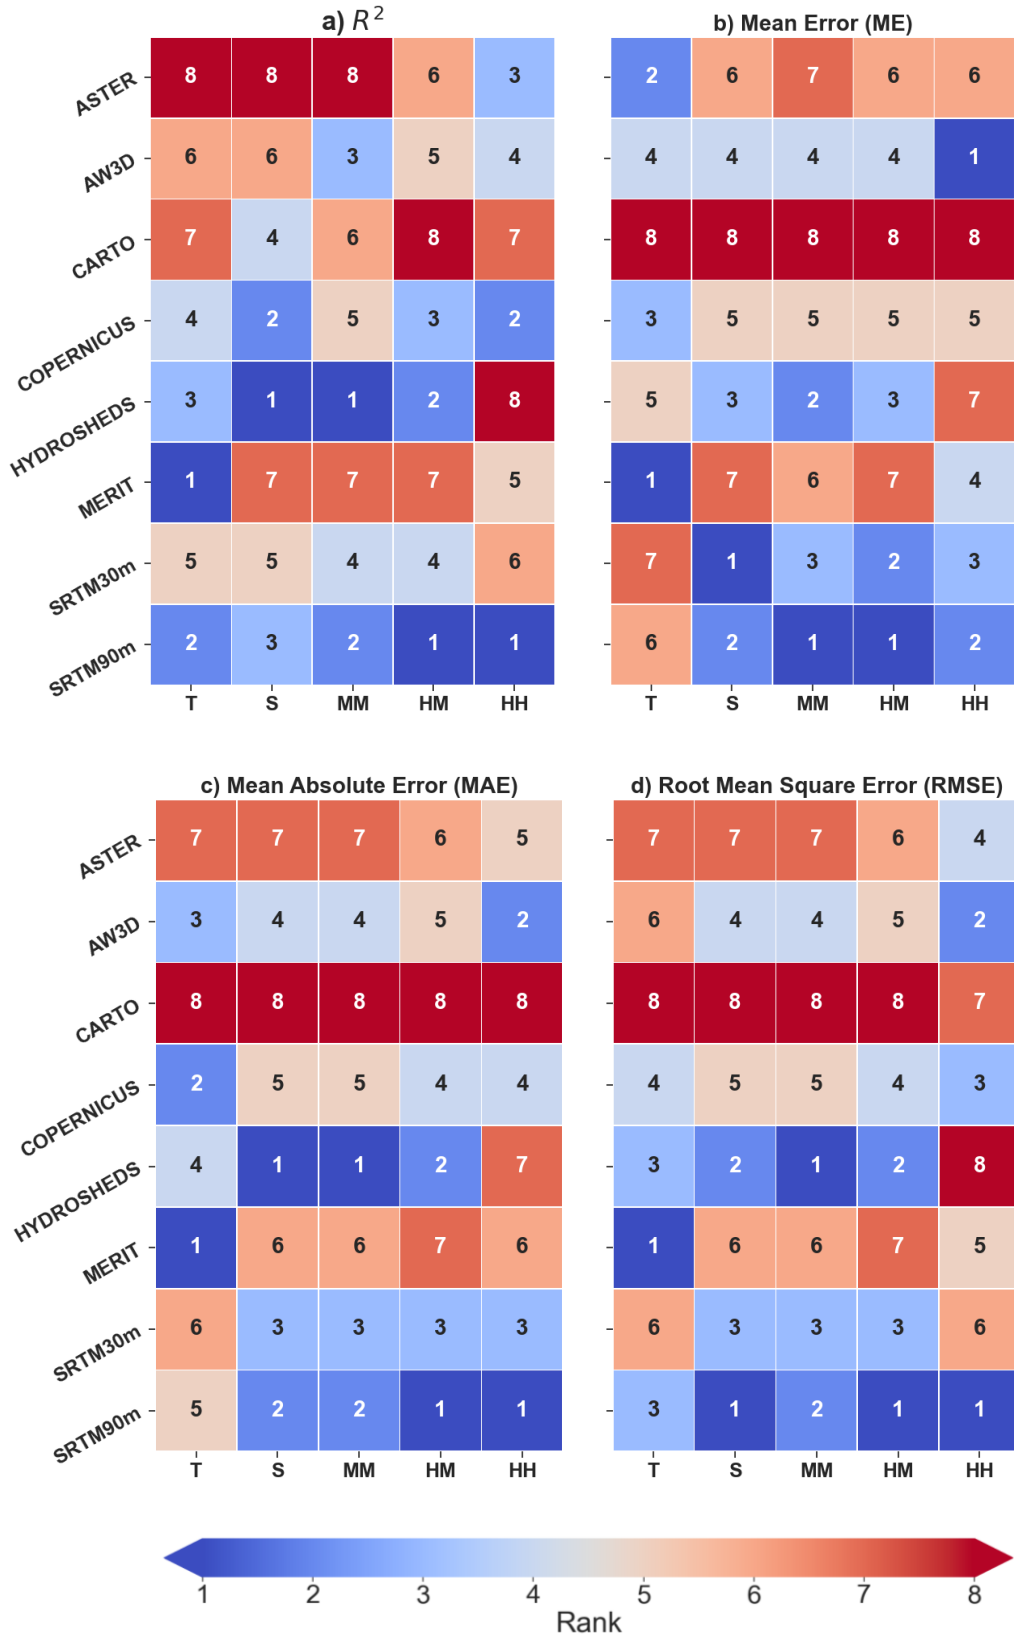 a) R²
b) Mean Error (ME)
ASTER 8 8 8 6 3 2 6 7 6 6
AW3D 6 6 3 5 4 4 4 4 4 1
CARTO 7 4 6 8 7 8 8 8 8 8
COPERNICUS 4 2 5 3 2 3 5 5 5 5
HYDROSHEDS 3 1 1 2 8 5 3 2 3 7
MERIT 1 7 7 7 5 1 7 6 7 4
SRTM30m 5 5 4 4 6 7 1 3 2 3
SRTM90m 2 3 2 1 1 6 2 1 1 2
T S MM HM HH T S MM HM HH
c) Mean Absolute Error (MAE)
d) Root Mean Square Error (RMSE)
ASTER 7 7 7 6 5 7 7 7 6 4
AW3D 3 4 4 5 2 6 4 4 5 2
CARTO 8 8 8 8 8 8 8 8 8 7
COPERNICUS 2 5 5 4 4 4 5 5 4 3
HYDROSHEDS 4 1 1 2 7 3 2 1 2 8
MERIT 1 6 6 7 6 1 6 6 7 5
SRTM30m 6 3 3 3 3 6 3 3 3 6
SRTM90m 5 2 2 1 1 3 1 2 1 1
T S MM HM HH T S MM HM HH
1 2 3 4 5 6 7 8
Rank